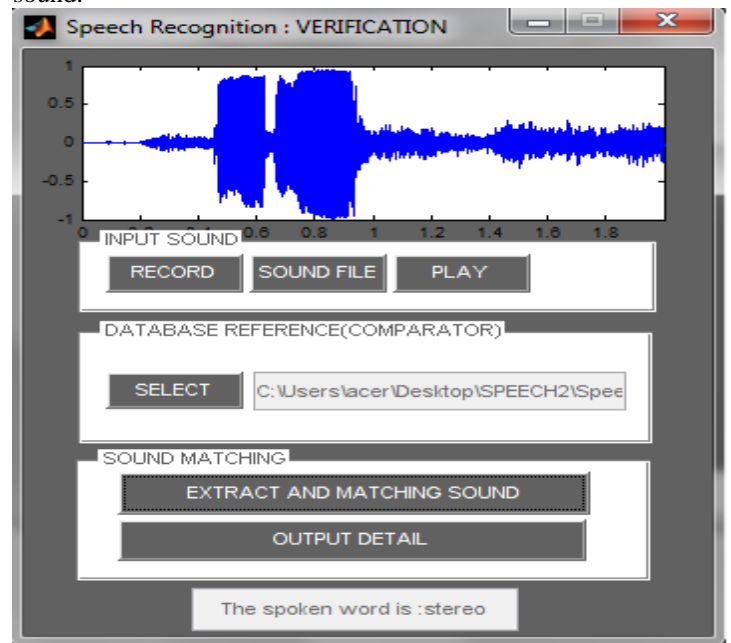 sound.
Speech Recognition : VERIFICATION
1
0.5
0
-0.5
-1
0 0.6 0.8 1 1.2 1.4 1.6 1.8
INPUT SOUND
RECORD SOUND FILE PLAY
DATABASE REFERENCE(COMPARATOR)
SELECT C:\Users\acer\Desktop\SPEECH2\Spee
SOUND MATCHING
EXTRACT AND MATCHING SOUND
OUTPUT DETAIL
The spoken word is :stereo